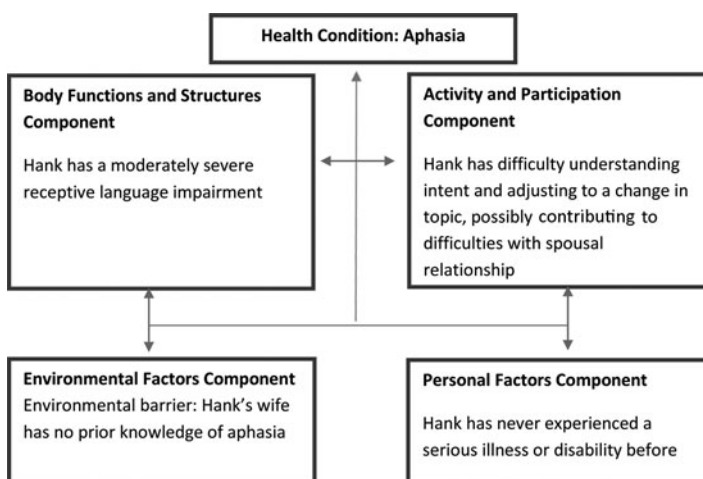 Health Condition: Aphasia
Body Functions and Structures
Component
Hank has a moderately severe
receptive language impairment
Activity and Participation
Component
Hank has difficulty understanding
intent and adjusting to a change in
topic, possibly contributing to
difficulties with spousal
relationship
Environmental Factors Component
Environmental barrier: Hank’s wife
has no prior knowledge of aphasia
Personal Factors Component
Hank has never experienced a
serious illness or disability before